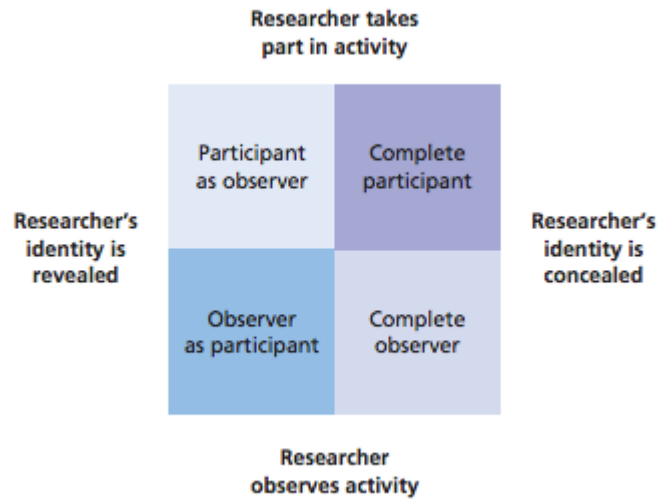 Researcher takes
part in activity
Participant
as observer
Complete
participant
Researcher's
identity is
revealed
Researcher's
identity is
concealed
Observer
as participant
Complete
observer
Researcher
observes activity